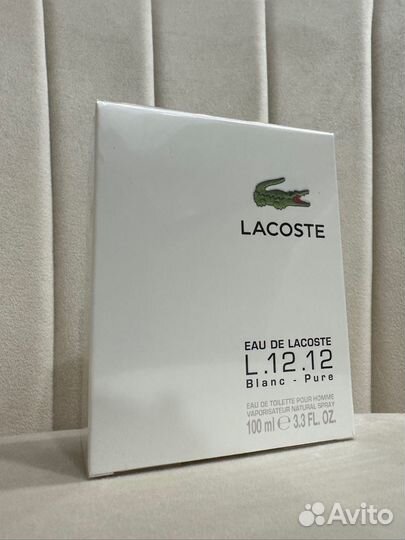 LACOSTE
EAU DE LACOSTE
L.12.12
Blanc - Pure
EAU DE TOILETTE POUR HOMME
VAPORISATEUR NATURAL SPRAY
100 ml e 3.3 FL. OZ.
Avito